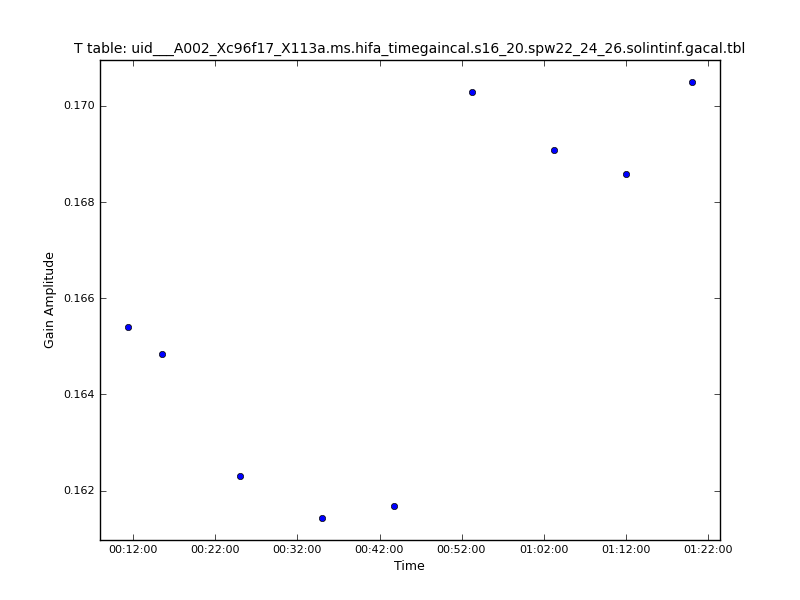 T table: uid___A002_Xc96f17_X113a.ms.hifa_timegaincal.s16_20.spw22_24_26.solintinf.gacal.tbl
0.170
0.168
0.166
0.164
0.162
Gain Amplitude
00:12:00 00:22:00 00:32:00 00:42:00 00:52:00 01:02:00 01:12:00 01:22:00
Time